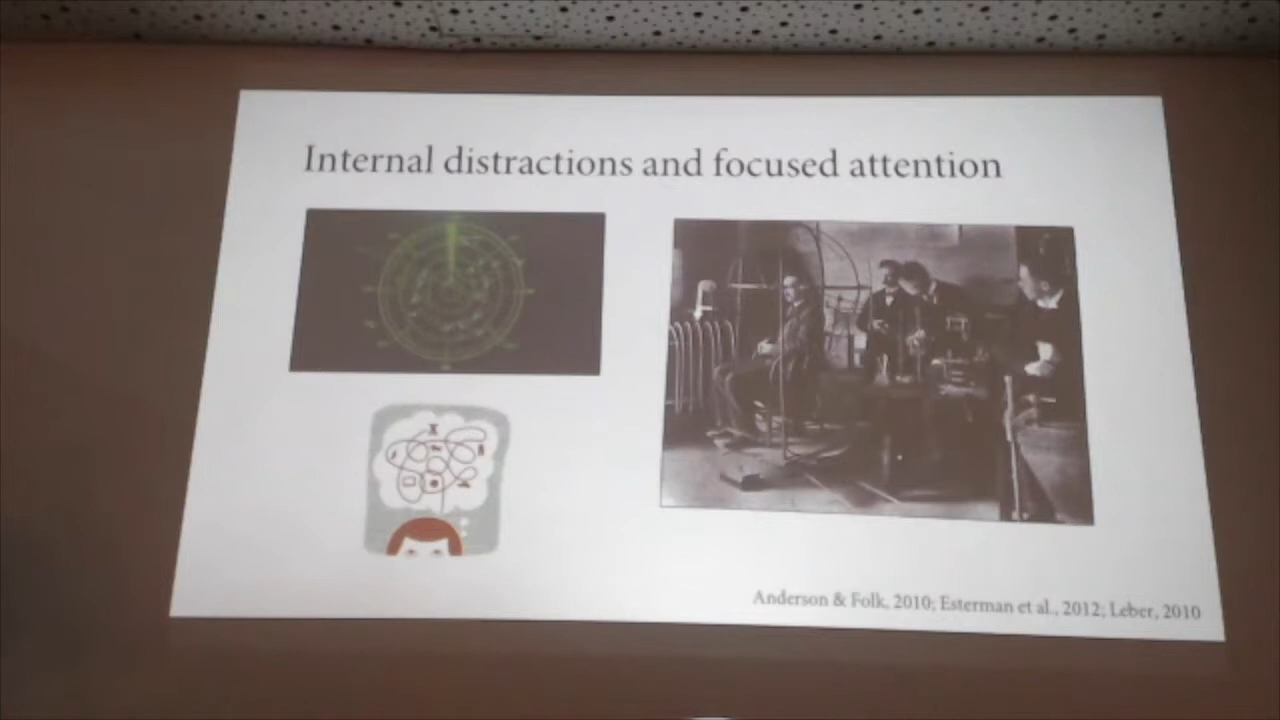 Internal distractions and focused attention
Anderson & Folk, 2010; Esterman et al., 2012; Leber, 2010